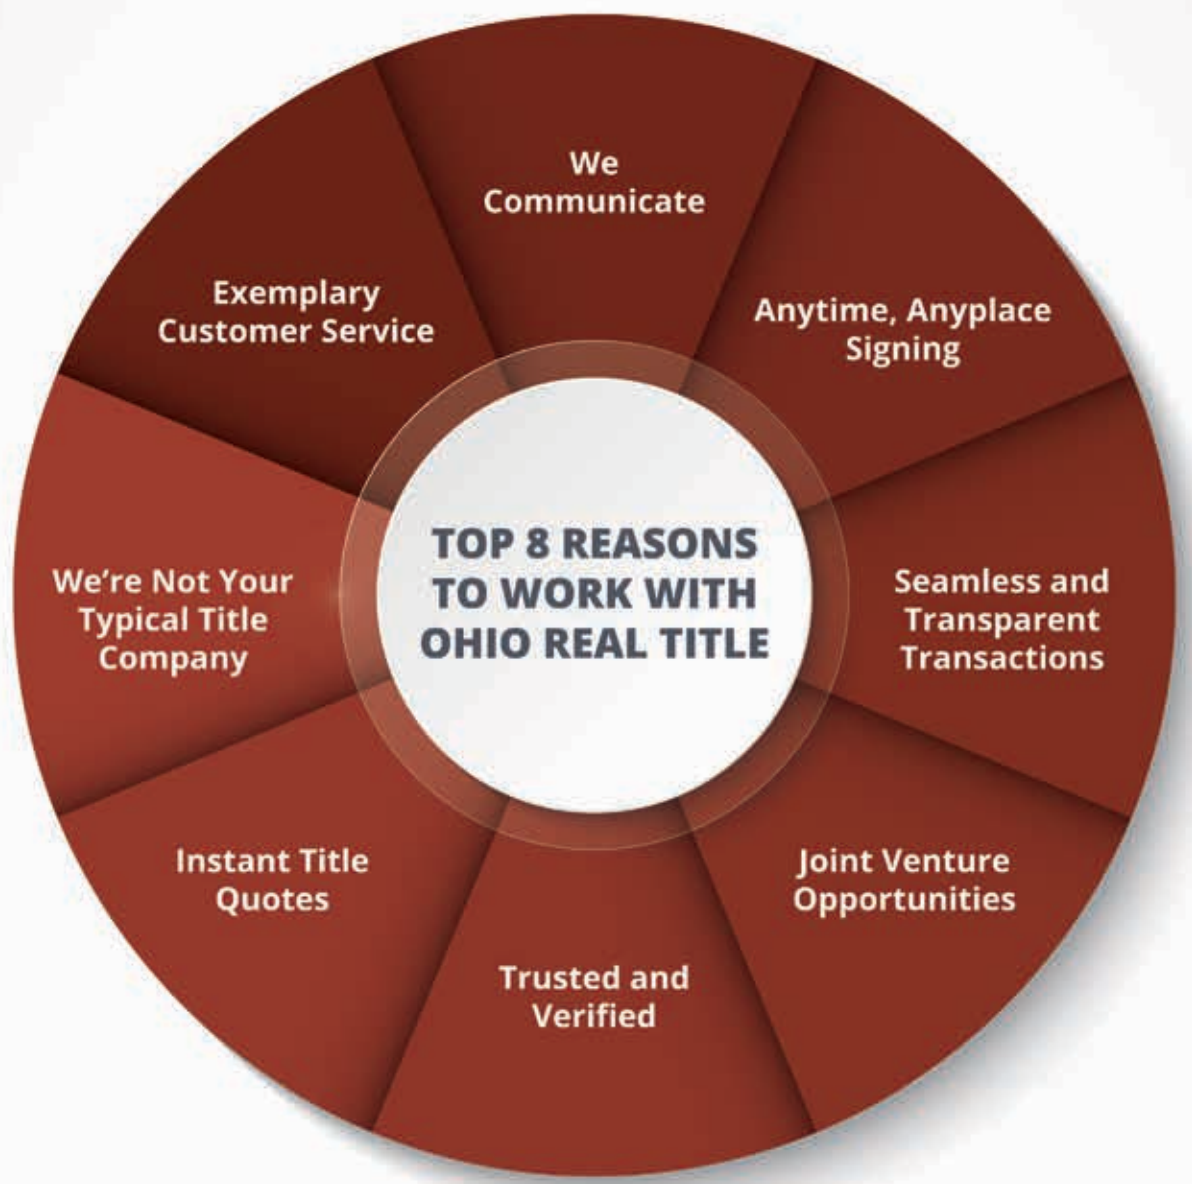 We
Communicate
Anytime, Anyplace
Signing
Seamless and
Transparent
Transactions
Joint Venture
Opportunities
Trusted and
Verified
Instant Title
Quotes
We're Not Your
Typical Title
Company
Exemplary
Customer Service
TOP 8 REASONS
TO WORK WITH
OHIO REAL TITLE